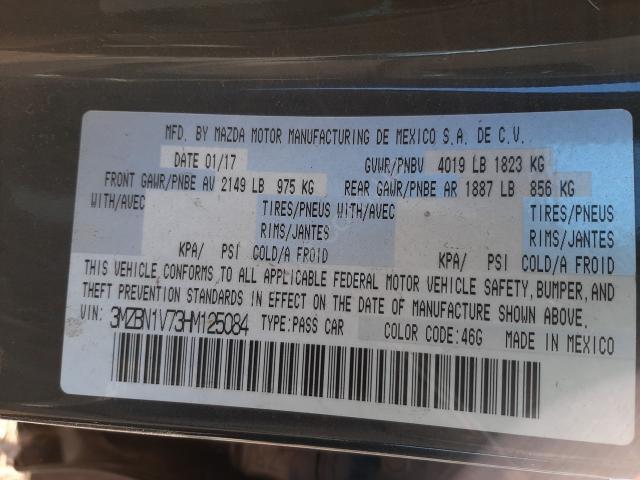 MFD. BY MAZDA MOTOR MANUFACTURING DE MEXICO S.A. DE C.V.
DATE 01/17 GVWR/PNBV 4019 LB 1823 KG
FRONT GAWR/PNBE AV 2149 LB 975 KG REAR GAWR/PNBE AR 1887 LB 856 KG
WITH/AVEC TIRES/PNEUS WITH/AVEC TIRES/PNEUS
RIMS/JANTES RIMS/JANTES
KPA/ PSI COLD/A FROID KPA/ PSI COLD/A FROID
THIS VEHICLE CONFORMS TO ALL APPLICABLE FEDERAL MOTOR VEHICLE SAFETY, BUMPER, AND
THEFT PREVENTION STANDARDS IN EFFECT ON THE DATE OF MANUFACTURE SHOWN ABOVE.
VIN: 3MZBN1V73HM125084 TYPE: PASS CAR COLOR CODE: 46G MADE IN MEXICO